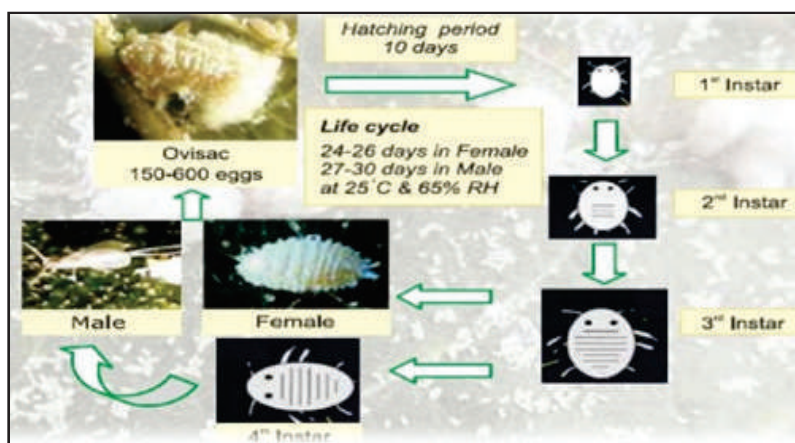 Hatching period
10 days
1st Instar
Life cycle
24-26 days in Female
27-30 days in Male
at 25°C & 65% RH
Ovisac
150-600 eggs
2nd Instar
Male
Female
3rd Instar
4th Instar